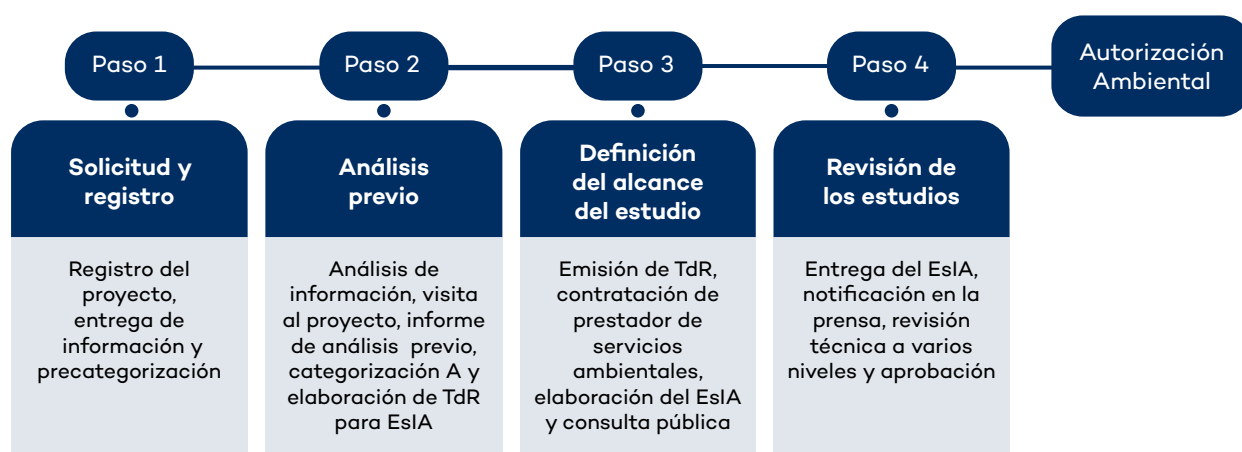 Paso 1
Paso 2
Paso 3
Paso 4
Autorización
Ambiental
Solicitud y
registro
Registro del
proyecto,
entrega de
información y
precategorización
Análisis
previo
Análisis de
información, visita
al proyecto, informe
de análisis previo,
categorización A y
elaboración de TdR
para EsIA
Definición
del alcance
del estudio
Emisión de TdR,
contratación de
prestador de
servicios
ambientales,
elaboración del EsIA
y consulta pública
Revisión de
los estudios
Entrega del EsIA,
notificación en la
prensa, revisión
técnica a varios
niveles y aprobación